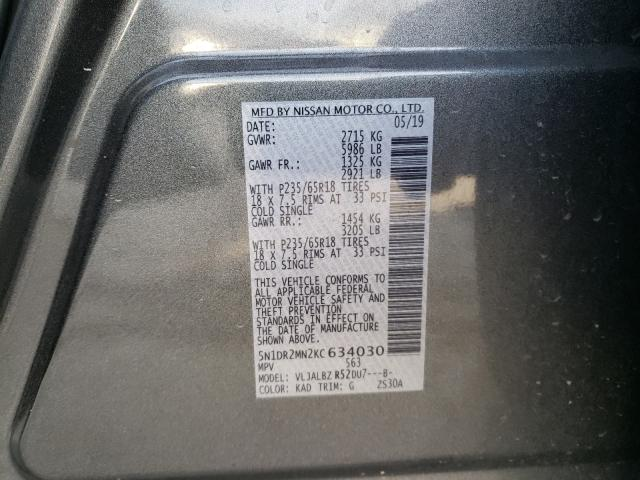 MFD BY NISSAN MOTOR CO., LTD.
DATE: 05/19
GVWR: 2715 KG
5986 LB
GAWR FR.: 1325 KG
2921 LB
WITH P235/65R18 TIRES
18 x 7.5 RIMS AT 33 PSI
COLD SINGLE
GAWR RR.: 1454 KG
3205 LB
WITH P235/65R18 TIRES
18 x 7.5 RIMS AT 33 PSI
COLD SINGLE
THIS VEHICLE CONFORMS TO
ALL APPLICABLE FEDERAL
MOTOR VEHICLE SAFETY AND
THEFT PREVENTION
STANDARDS IN EFFECT ON
THE DATE OF MANUFACTURE
SHOWN ABOVE.
5N1DR2MN2KC634030
MPV 563
MODEL: VLJALBZ R52DU7---B-
COLOR: KAD TRIM: G ZS30A